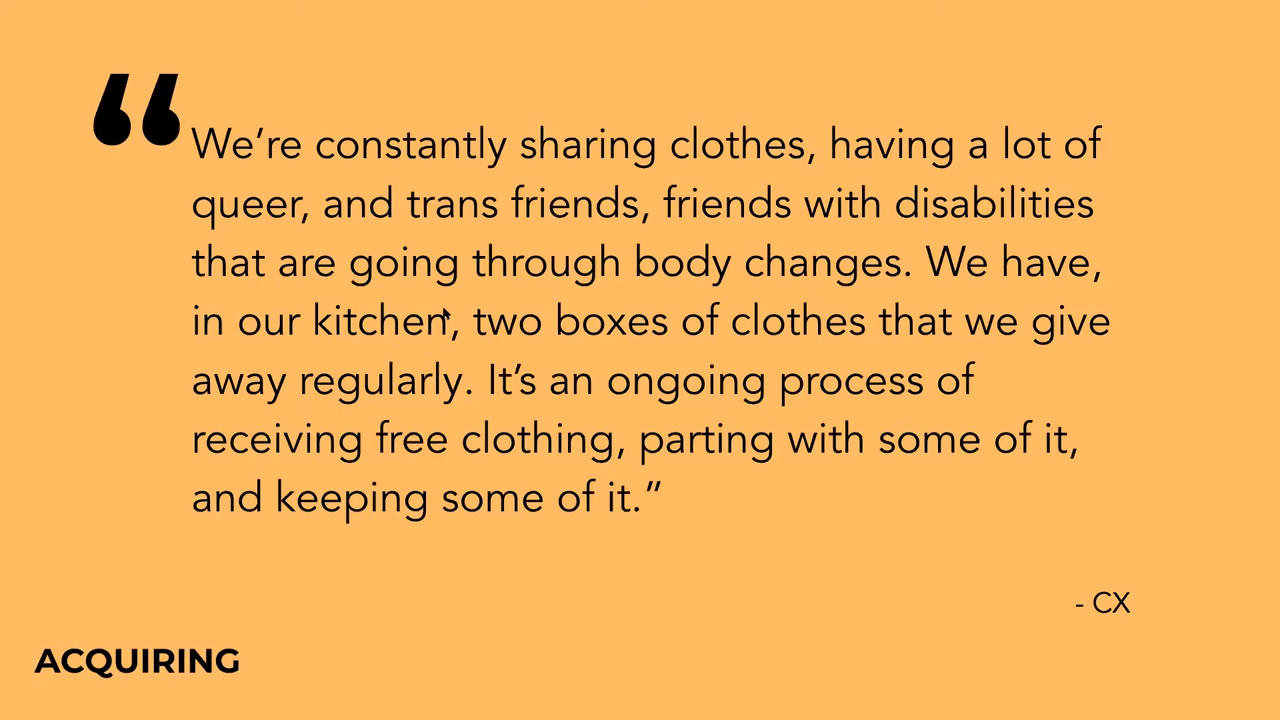 “We’re constantly sharing clothes, having a lot of
queer, and trans friends, friends with disabilities
that are going through body changes. We have,
in our kitchen, two boxes of clothes that we give
away regularly. It’s an ongoing process of
receiving free clothing, parting with some of it,
and keeping some of it.”
- CX
ACQUIRING